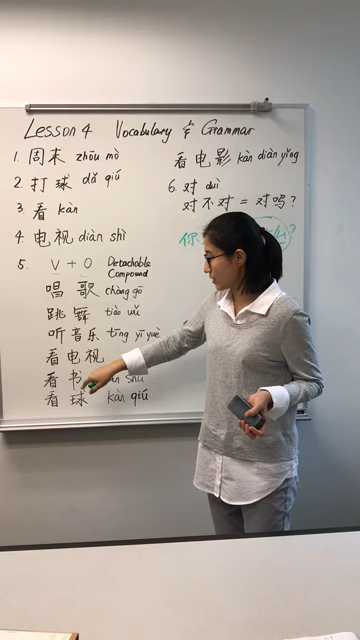 Lesson 4 Vocabulary & Grammar
1. 周末 zhōu mò
2. 打球 dǎ qiú
3. 看 kàn
4. 电视 diàn shì
5. V + O Detachable Compound
唱歌 chàng gē
跳舞 tiào wǔ
听音乐 tīng yī yuè
看电视
看书 shū
看球 kàn qiú
看电影 kàn diàn yǐng
6. 对 duì
对不对 = 对吗?
你